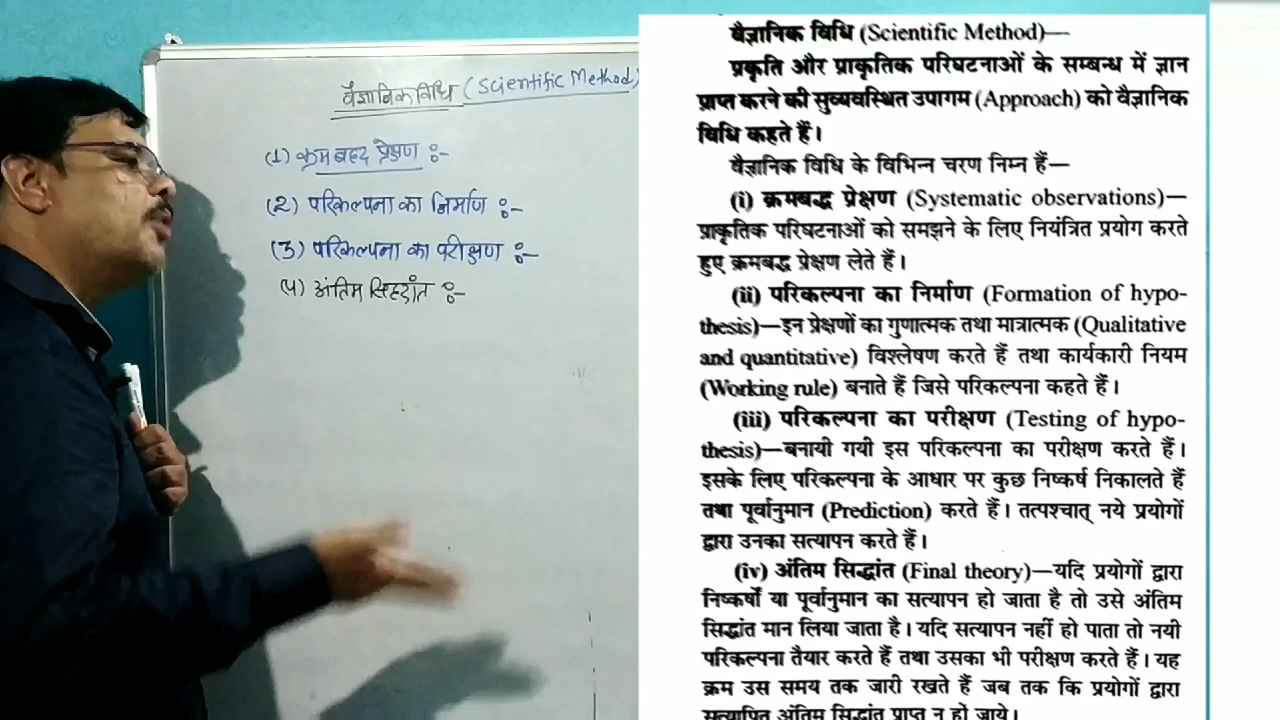 वैज्ञानिक विधि (Scientific Method)
(1) क्रमबद्ध प्रेक्षण :-
(2) परिकल्पना का निर्माण :-
(3) परिकल्पना का परीक्षण :-
(4) अंतिम सिद्धांत :-
वैज्ञानिक विधि (Scientific Method)—
प्रकृति और प्राकृतिक परिघटनाओं के सम्बन्ध में ज्ञान
प्राप्त करने की सुव्यवस्थित उपागम (Approach) को वैज्ञानिक
विधि कहते हैं।
वैज्ञानिक विधि के विभिन्न चरण निम्न हैं—
(i) क्रमबद्ध प्रेक्षण (Systematic observations)—
प्राकृतिक परिघटनाओं को समझने के लिए नियंत्रित प्रयोग करते
हुए क्रमबद्ध प्रेक्षण लेते हैं।
(ii) परिकल्पना का निर्माण (Formation of hypo-
thesis)—इन प्रेक्षणों का गुणात्मक तथा मात्रात्मक (Qualitative
and quantitative) विश्लेषण करते हैं तथा कार्यकारी नियम
(Working rule) बनाते हैं जिसे परिकल्पना कहते हैं।
(iii) परिकल्पना का परीक्षण (Testing of hypo-
thesis)—बनायी गयी इस परिकल्पना का परीक्षण करते हैं।
इसके लिए परिकल्पना के आधार पर कुछ निष्कर्ष निकालते हैं
तथा पूर्वानुमान (Prediction) करते हैं। तत्पश्चात् नये प्रयोगों
द्वारा उनका सत्यापन करते हैं।
(iv) अंतिम सिद्धांत (Final theory)—यदि प्रयोगों द्वारा
निष्कर्षों या पूर्वानुमान का सत्यापन हो जाता है तो उसे अंतिम
सिद्धांत मान लिया जाता है। यदि सत्यापन नहीं हो पाता तो नयी
परिकल्पना तैयार करते हैं तथा उसका भी परीक्षण करते हैं। यह
क्रम उस समय तक जारी रखते हैं जब तक कि प्रयोगों द्वारा
सत्यापित अंतिम सिद्धांत प्राप्त न हो जाये।